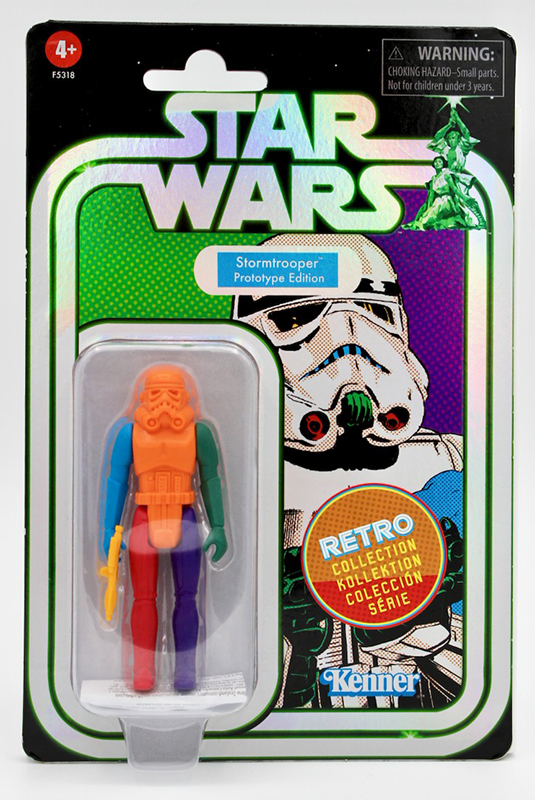 4+
F5318
WARNING:
CHOKING HAZARD–Small parts.
Not for children under 3 years.
STAR
WARS
Stormtrooper™
Prototype Edition
RETRO
COLLECTION
KOLLEKTION
COLECCIÓN
SÉRIE
Kenner